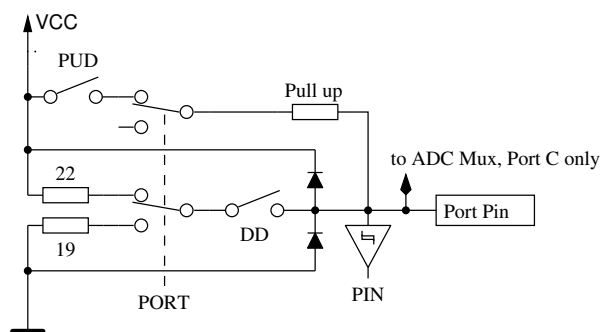 VCC
PUD
Pull up
to ADC Mux, Port C only
22
Port Pin
DD
19
PIN
PORT